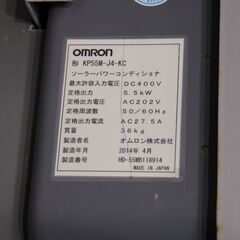 OMRON
形 KP55M-J4-KC
ソーラーパワーコンディショナ
最大許容入力電圧 DC400V
定格出力 5.5kW
定格出力電圧 AC202V
定格周波数 50/60Hz
定格出力電流 AC27.5A
質量 36kg
製造者名 オムロン株式会社
製造年月 2014年 4月
製造番号 HD-55MB118914
MADE IN JAPAN